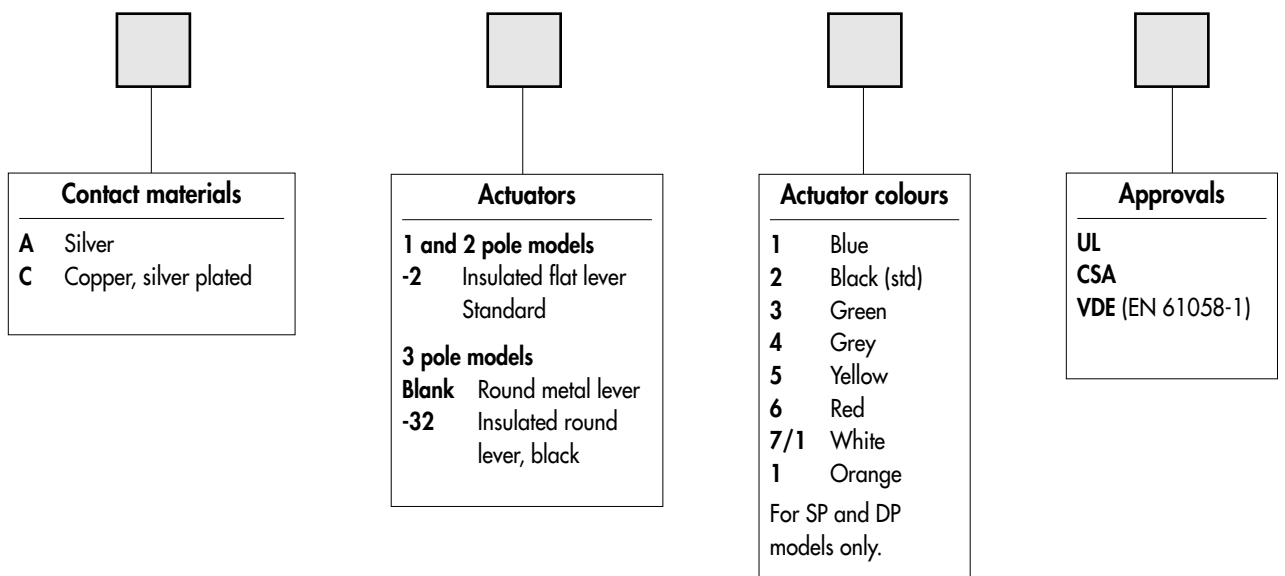 Contact materials
A Silver
C Copper, silver plated
Actuators
1 and 2 pole models
-2 Insulated flat lever
Standard
3 pole models
Blank Round metal lever
-32 Insulated round
lever, black
Actuator colours
1 Blue
2 Black (std)
3 Green
4 Grey
5 Yellow
6 Red
7/1 White
1 Orange
For SP and DP
models only.
Approvals
UL
CSA
VDE (EN 61058-1)